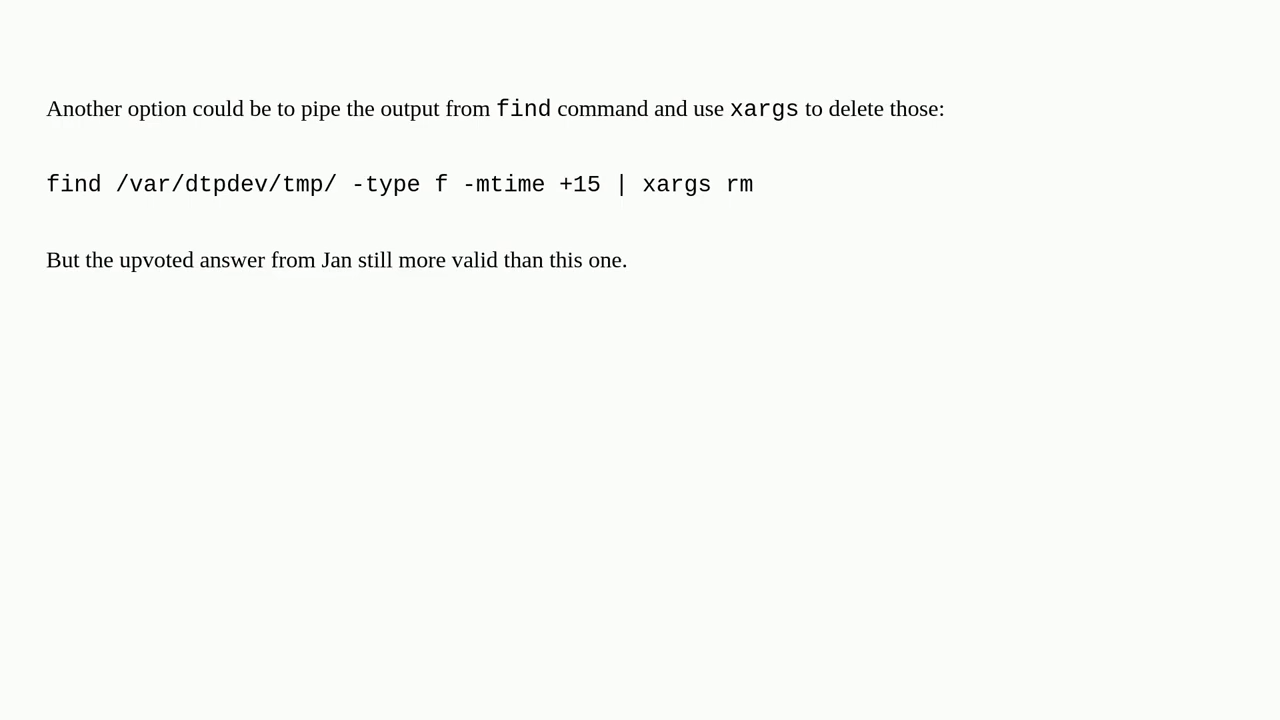 Another option could be to pipe the output from find command and use xargs to delete those:
find /var/dtpdev/tmp/ -type f -mtime +15 | xargs rm
But the upvoted answer from Jan still more valid than this one.